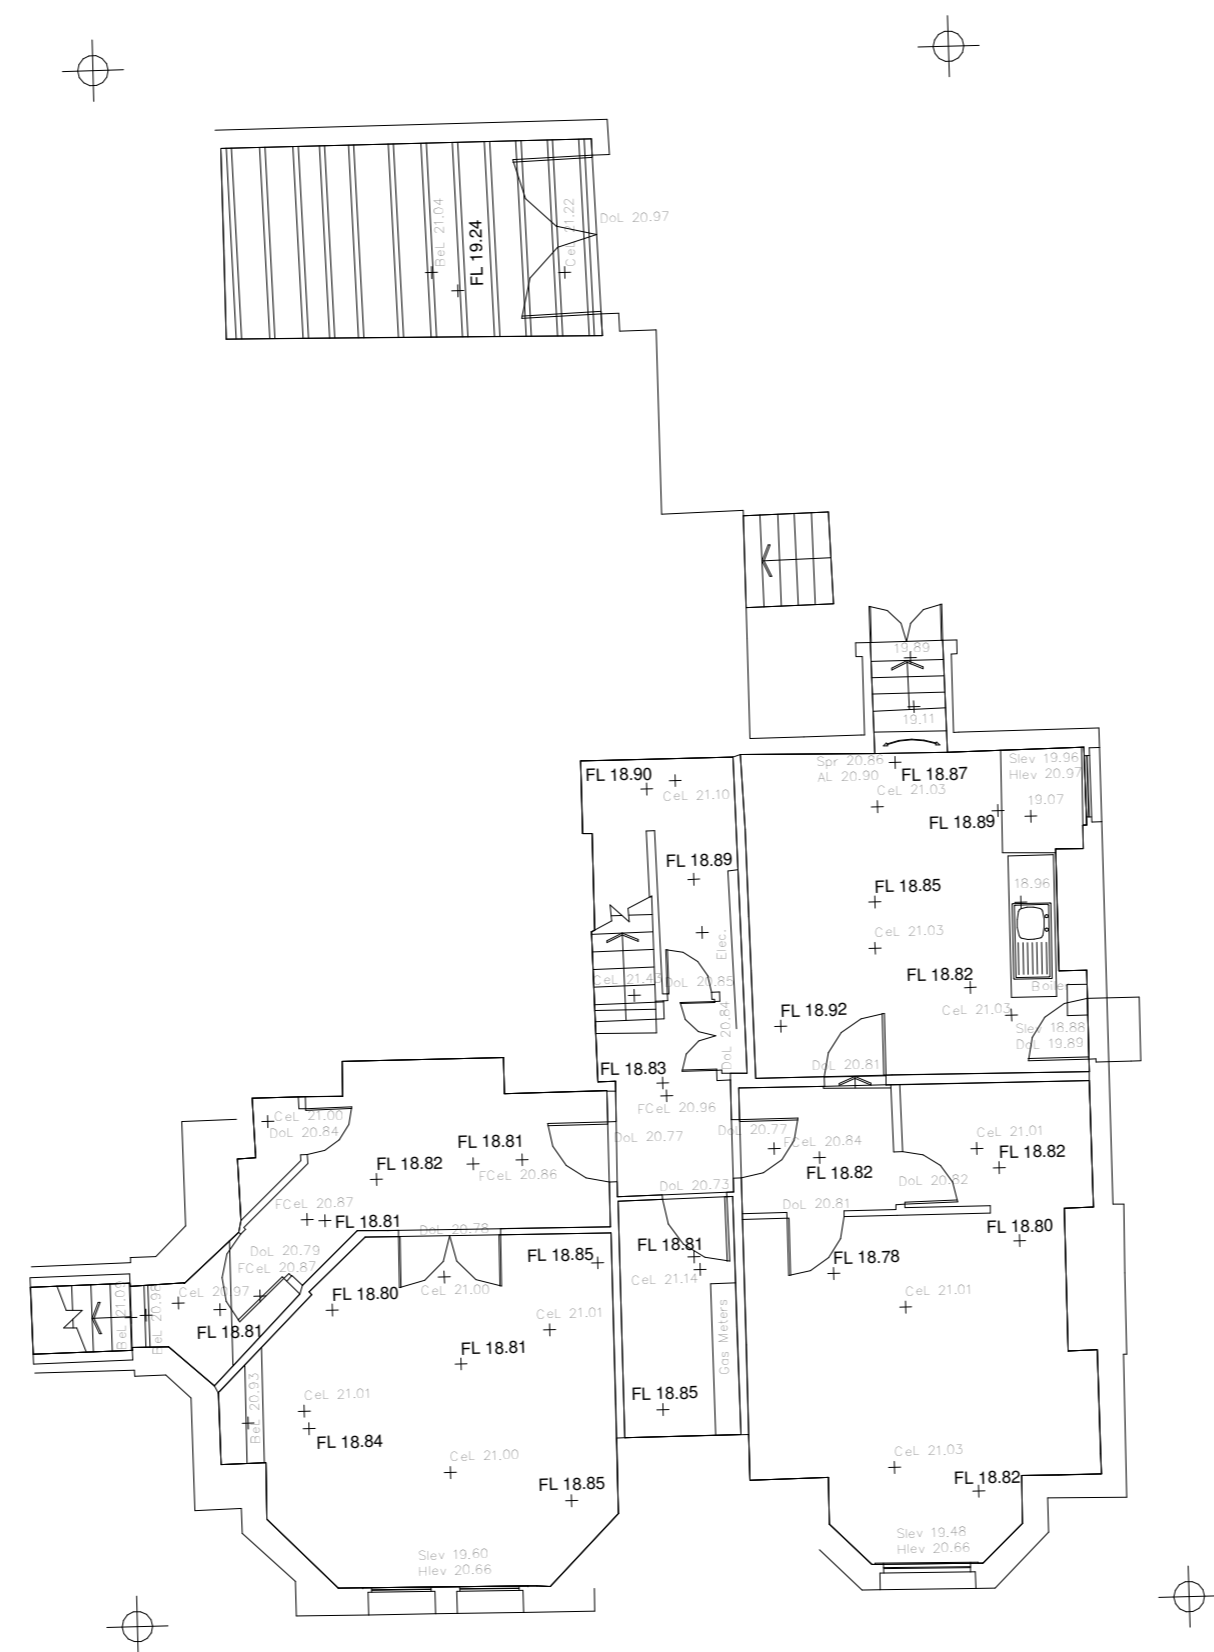 BeL 21.04
FL 19.24
CeL 21.22
DoL 20.97
19.89
19.11
Spr 20.86
AL 20.90
FL 18.87
CeL 21.03
Slev 19.96
Hlev 20.97
19.07
FL 18.89
FL 18.90
CeL 21.10
FL 18.89
FL 18.85
18.96
CeL 21.03
Elec.
CeL 21.43
DoL 20.85
FL 18.82
Boiler
CeL 21.03
FL 18.92
DoL 20.84
Slev 18.88
DoL 19.89
DoL 20.81
FL 18.83
FCeL 20.96
CeL 21.00
DoL 20.84
DoL 20.77
DoL 20.77
FL 18.81
FL 18.82
FCeL 20.86
FCeL 20.84
FL 18.82
CeL 21.01
FL 18.82
DoL 20.82
DoL 20.73
DoL 20.81
FCeL 20.87
FL 18.81
DoL 20.78
FL 18.80
DoL 20.79
FCeL 20.87
FL 18.85
FL 18.81
CeL 21.14
FL 18.78
CeL 20.97
FL 18.80
CeL 21.00
CeL 21.01
CeL 21.01
BeL 20.98
FL 18.81
FL 18.81
Gas Meters
CeL 21.01
BeL 20.93
FL 18.85
FL 18.84
CeL 21.00
CeL 21.03
FL 18.82
FL 18.85
Slev 19.60
Hlev 20.66
Slev 19.48
Hlev 20.66